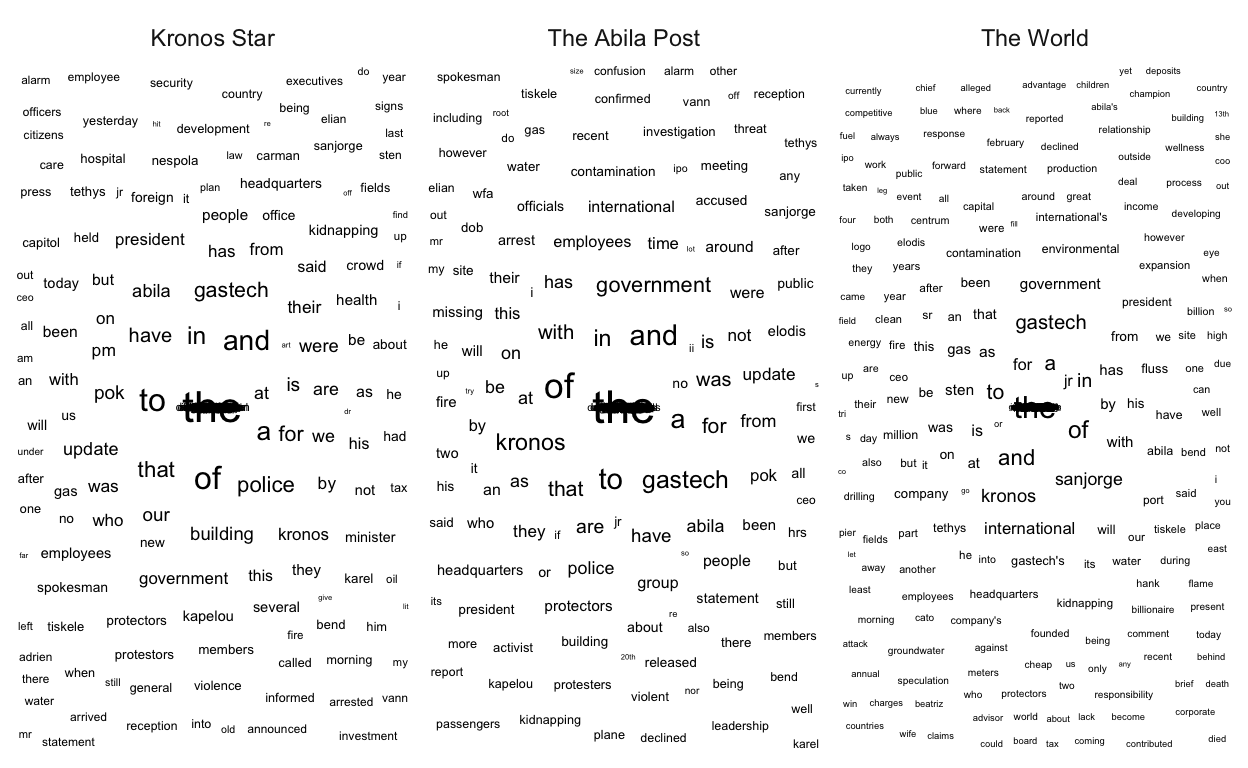 Kronos Star
alarm employee security country executives do year
officers citizens yesterday hit development re being elian signs last
care hospital nespola law carman sanjorge sten
press tethys jr foreign it plan headquarters off fields
people office kidnapping find up
capitol held president has from said crowd if
out ceo today but abila gastech their health i
all been on have in and art were be about
am pm
an with pok to the at is are as he
will us dr
under update a for we his had
after gas was that of police by not tax
one no who our building kronos minister
far employees new
spokesman government this they karel oil
left tiskele protectors kapelou several give bend him lit
adrien protestors members fire called morning my
there when still general violence informed arrested vann
water arrived reception into old announced investment
mr statement
The Abila Post
spokesman size confusion alarm other
tiskele confirmed vann off reception
including root do gas recent investigation threat tethys
however water contamination ipo meeting any
elian wfa officials international accused sanjorge
out dob
mr arrest employees time lot around after
my site their i has government were public
missing this with in and ii is not elodis
he will on
up try be at of the no was update s
fire by kronos a for from first we
two it
his an as that to gastech pok all ceo
said who they if are jr have abila been hrs
headquarters or police group so people but
its president protectors about re also statement still
more activist building there members
report kapelou protesters 20th released violent nor being bend
passengers kidnapping plane declined leadership well karel
The World
currently chief alleged advantage children yet deposits champion country
competitive blue where back reported abila's building 13th
fuel always response february declined relationship wellness she
ipo work public forward statement production outside coo
taken leg event all capital around great deal process out income developing
four both centrum were fill international's
logo elodis contamination environmental however eye
they years expansion when
came year after been government president billion so
field clean sr an that gastech from we site high
energy fire this gas as for a
up are ceo be sten to jr in has fluss one due can
their new the by his have well
tri
s day million was is or of with abila bend not
co also but it on at and sanjorge i
drilling company go kronos port said you
pier fields part tethys international will our tiskele place
let away another he into gastech's its water during east
least employees headquarters kidnapping hank flame billionaire present
morning cato company's founded being comment today
attack groundwater against
annual speculation meters cheap us only any recent behind
win charges beatriz who protectors two responsibility brief death
countries wife claims advisor world about lack become corporate
could board tax coming contributed died